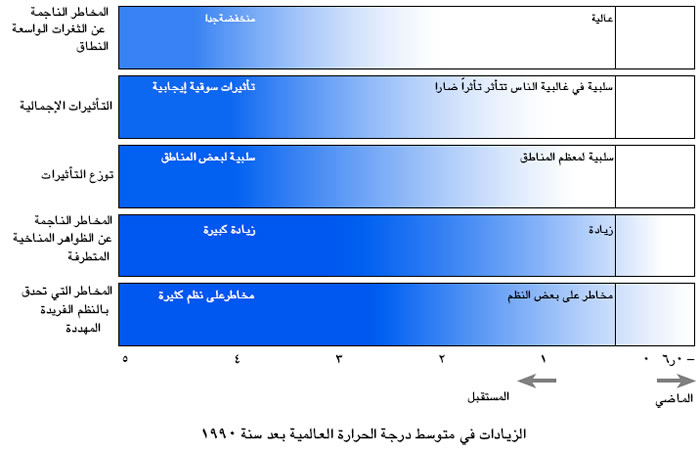 المخاطر الناجمة
عن الثغرات الواسعة
النطاق
عالية
منخفضة جدا
التأثيرات الإجمالية
سلبية في غالبية الناس تتأثر تأثراً ضارا
تأثيرات سوقية إيجابية
توزع التأثيرات
سلبية لمعظم المناطق
سلبية لبعض المناطق
المخاطر الناجمة
عن الظواهر المناخية
المتطرفة
زيادة
زيادة كبيرة
المخاطر التي تحدق
بالنظم الفريدة
المهددة
مخاطر على بعض النظم
مخاطر على نظم كثيرة
٥ ٤ ٣ ٢ ١ ٠ ٦ر٠ –
الماضي
المستقبل
الزيادات في متوسط درجة الحرارة العالمية بعد سنة ١٩٩٠